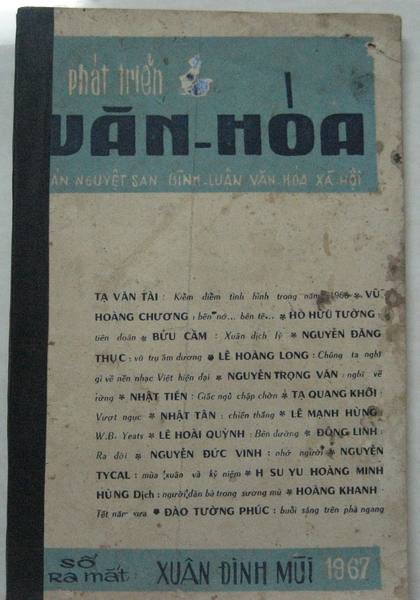 phát triển
VĂN-HÓA
ÁN NGUYỆT SAN BÌNH-LUẬN VĂN-HÓA XÃ HỘI
TẠ VĂN TÀI : Kiểm điểm tình hình trong năm 1966 ✱ VŨ
HOÀNG CHƯƠNG : bên nớ... bên tê... ✱ HỒ HỮU TƯỜNG :
tiên đoán ✱ BỬU CẦM : Xuân dịch lý ✱ NGUYỄN ĐĂNG
THỤC : vũ trụ âm dương ✱ LÊ HOÀNG LONG : Chúng ta nghĩ
gì về nền nhạc Việt hiện đại ✱ NGUYỄN TRỌNG VĂN : nghĩ về
rừng ✱ NHẬT TIẾN : Giấc ngủ chập chờn ✱ TẠ QUANG KHÔI :
Vượt ngục ✱ NHẬT TÂN : chiến thắng ✱ LÊ MẠNH HÙNG :
W.B. Yeats ✱ LÊ HOÀI QUỲNH : Bên đường ✱ ĐÔNG LINH :
Ra đời ✱ NGUYỄN ĐỨC VINH : nhớ người ✱ NGUYỄN
TYCAL : mùa xuân và kỷ niệm ✱ H SU YU HOÀNG MINH
HÙNG Dịch : người đàn bà trong sương mù ✱ HOÀNG KHANH
Tết năm xưa ✱ ĐÀO TƯỜNG PHÚC : buổi sáng trên phà ngang
SỐ
RA MẮT XUÂN ĐINH MÙI 1967